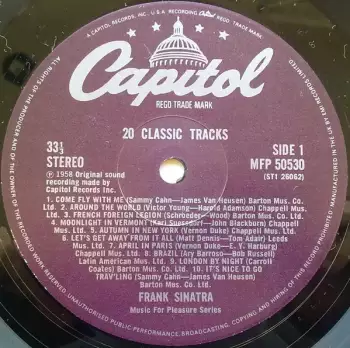 Capitol
REGD TRADE MARK
20 CLASSIC TRACKS
33⅓
STEREO
SIDE 1
MFP 50530
(ST1 26062)
℗ 1958 Original sound
recording made by
Capitol Records Inc.
1. COME FLY WITH ME (Sammy Cahn—James Van Heusen) Barton Mus. Co.
Ltd. 2. AROUND THE WORLD (Victor Young—Harold Adamson) Chappell
Ltd. 3. FRENCH FOREIGN LEGION (Schroeder—Wood) Barton Mus. Co. Ltd.
4. MOONLIGHT IN VERMONT (Karl Suessdorf—John Blackburn) Chappell
Mus. Ltd. 5. AUTUMN IN NEW YORK (Vernon Duke) Chappell Mus. Ltd.
6. LET'S GET AWAY FROM IT ALL (Matt Dennis—Tom Adair) Leeds
Mus. Ltd. 7. APRIL IN PARIS (Vernon Duke—E. Y. Harburg)
Chappell Mus. Ltd. 8. BRAZIL (Ary Barroso—Bob Russell)
Latin American Mus. Ltd. 9. LONDON BY NIGHT (Carroll
Coates) Barton Mus. Co. Ltd. 10. IT'S NICE TO GO
TRAV'LING (Sammy Cahn—James Van Heusen)
Barton Mus. Co. Ltd.
FRANK SINATRA
Music For Pleasure Series